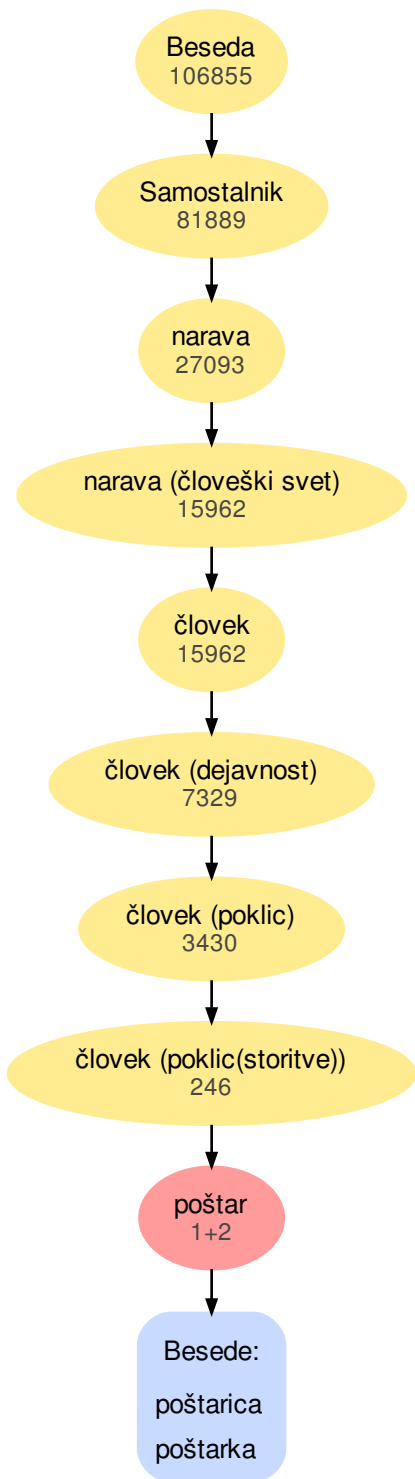 Beseda
106855
Samostalnik
81889
narava
27093
narava (človeški svet)
15962
človek
15962
človek (dejavnost)
7329
človek (poklic)
3430
človek (poklic(storitve))
246
poštar
1+2
Besede:
poštarica
poštarka